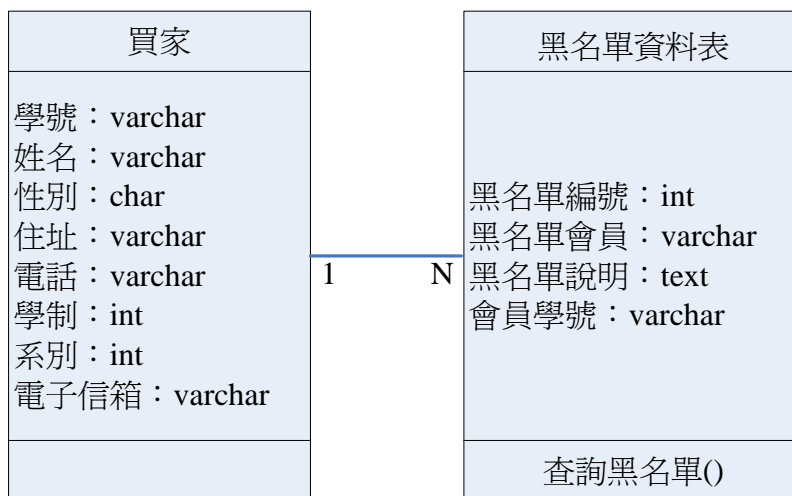 買家
學號：varchar
姓名：varchar
性別：char
住址：varchar
電話：varchar
學制：int
系別：int
電子信箱：varchar
1
N
黑名單資料表
黑名單編號：int
黑名單會員：varchar
黑名單說明：text
會員學號：varchar
查詢黑名單()